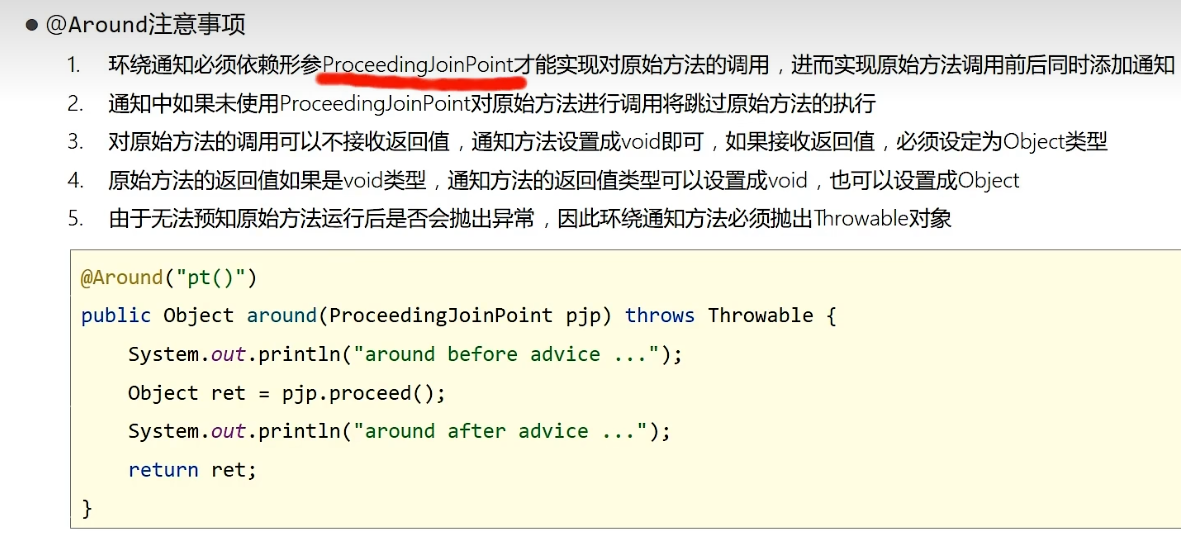 ● @Around注意事项
1. 环绕通知必须依赖形参ProceedingJoinPoint才能实现对原始方法的调用，进而实现原始方法调用前后同时添加通知
2. 通知中如果未使用ProceedingJoinPoint对原始方法进行调用将跳过原始方法的执行
3. 对原始方法的调用可以不接收返回值，通知方法设置成void即可，如果接收返回值，必须设定为Object类型
4. 原始方法的返回值如果是void类型，通知方法的返回值类型可以设置成void，也可以设置成Object
5. 由于无法预知原始方法运行后是否会抛出异常，因此环绕通知方法必须抛出Throwable对象
@Around("pt()")
public Object around(ProceedingJoinPoint pjp) throws Throwable {
    System.out.println("around before advice ...");
    Object ret = pjp.proceed();
    System.out.println("around after advice ...");
    return ret;
}